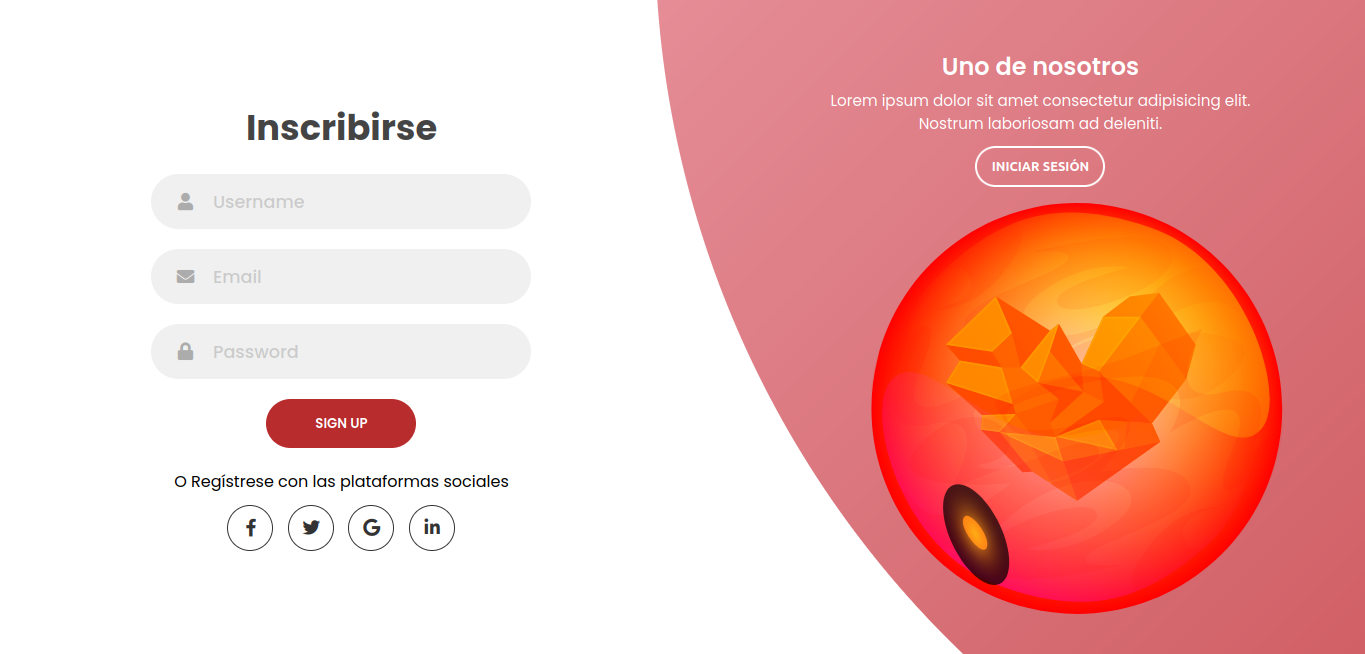 Inscribirse
Username
Email
Password
SIGN UP
O Regístrese con las plataformas sociales
Uno de nosotros
Lorem ipsum dolor sit amet consectetur adipisicing elit.
Nostrum laboriosam ad deleniti.
INICIAR SESIÓN